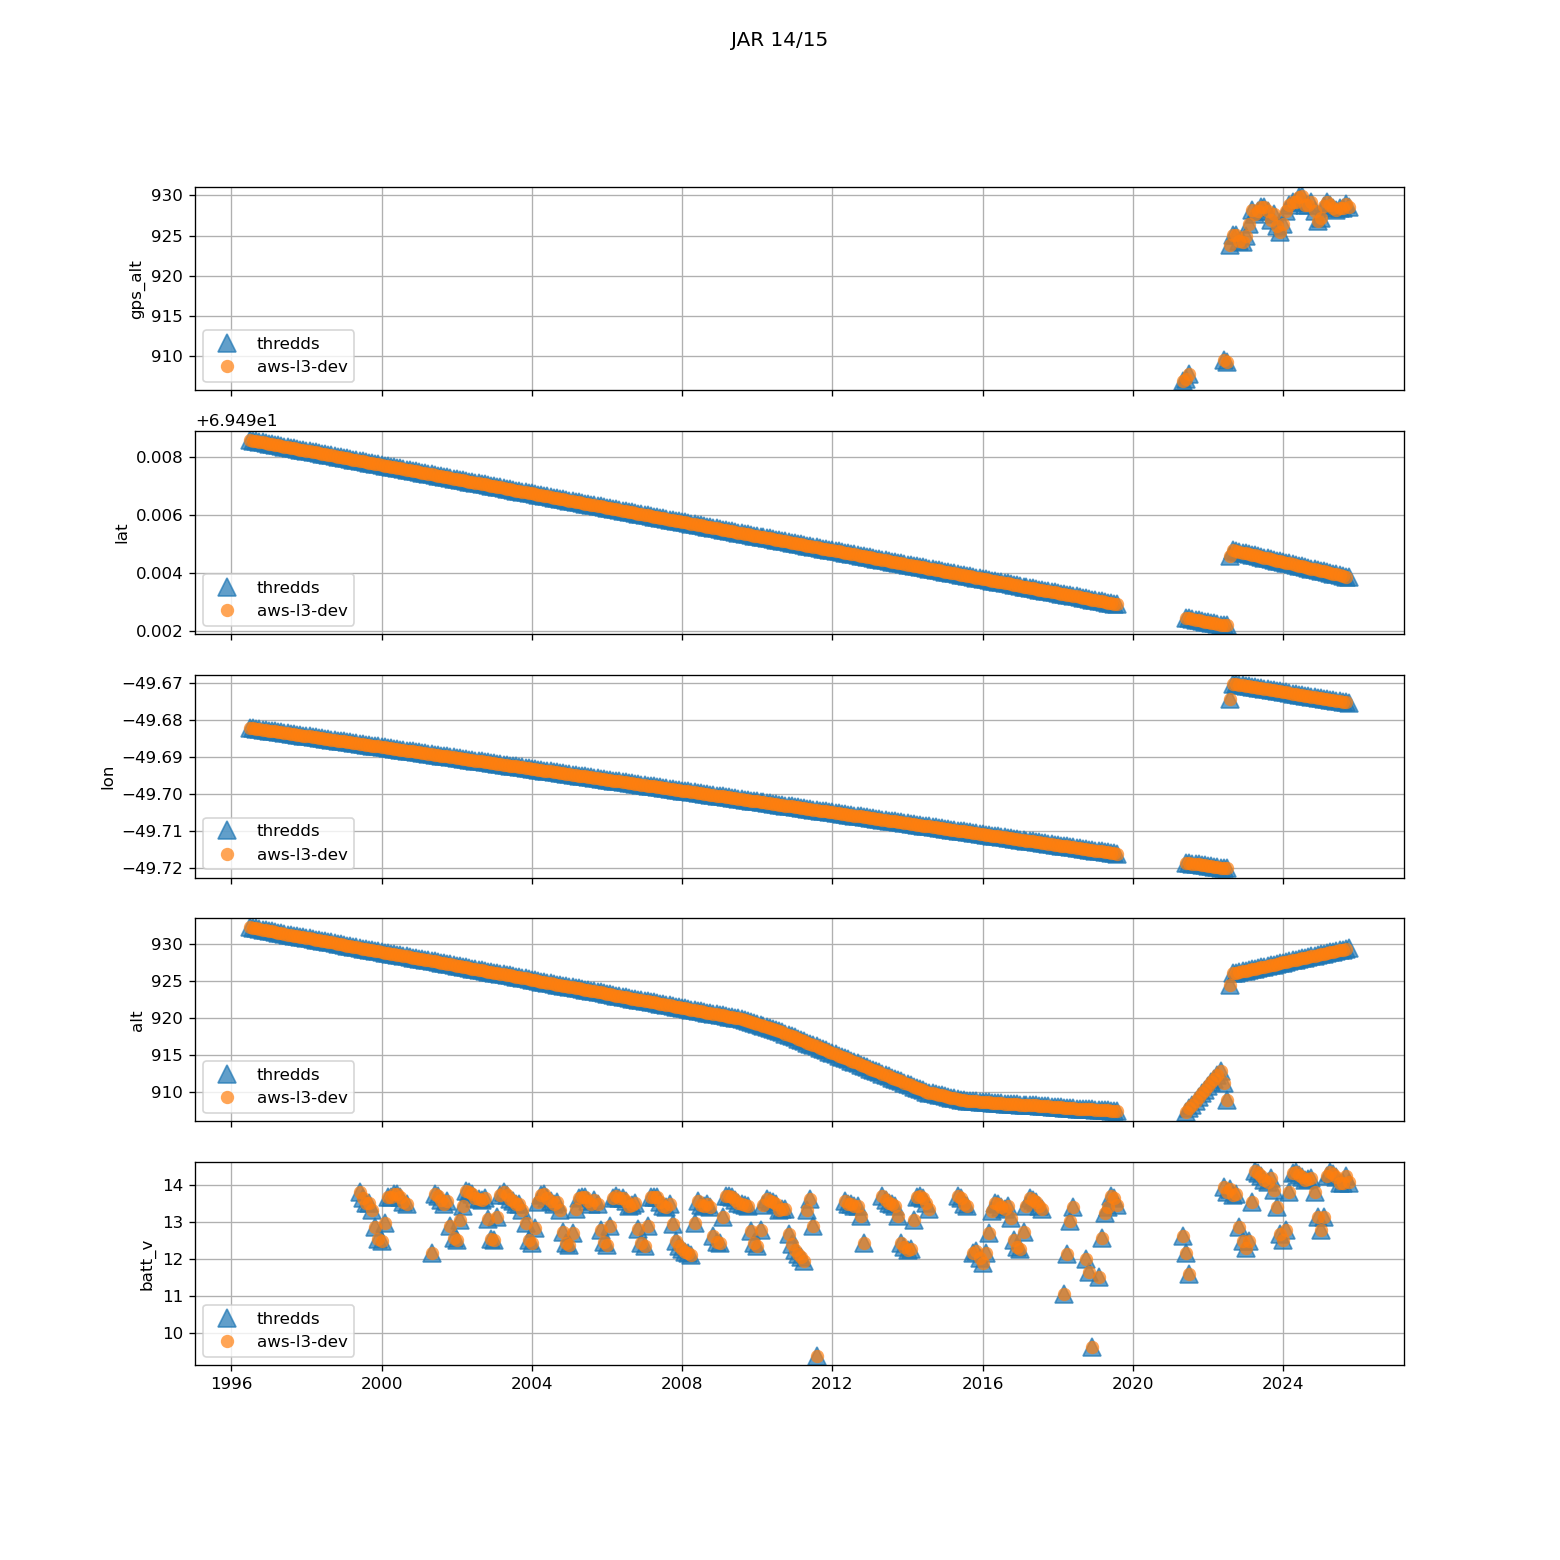 JAR 14/15
930
925
920
915
910
gps_alt
thredds
aws-l3-dev
+6.949e1
0.008
0.006
0.004
0.002
lat
thredds
aws-l3-dev
−49.67
−49.68
−49.69
−49.70
−49.71
−49.72
lon
thredds
aws-l3-dev
930
925
920
915
910
alt
thredds
aws-l3-dev
14
13
12
11
10
batt_v
thredds
aws-l3-dev
1996 2000 2004 2008 2012 2016 2020 2024